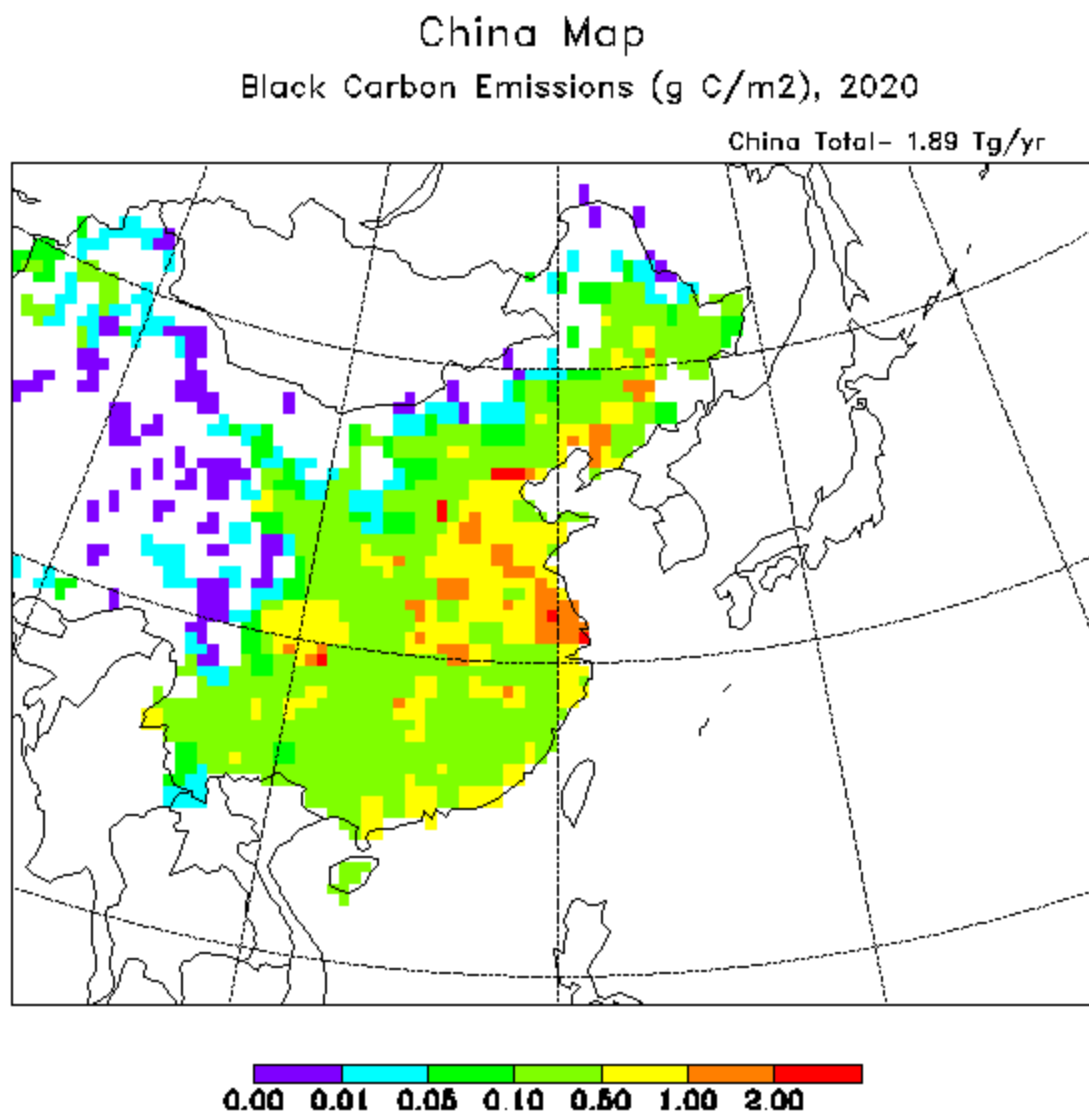 China Map
Black Carbon Emissions (g C/m2), 2020
China Total- 1.89 Tg/yr
0.00 0.01 0.05 0.10 0.50 1.00 2.00